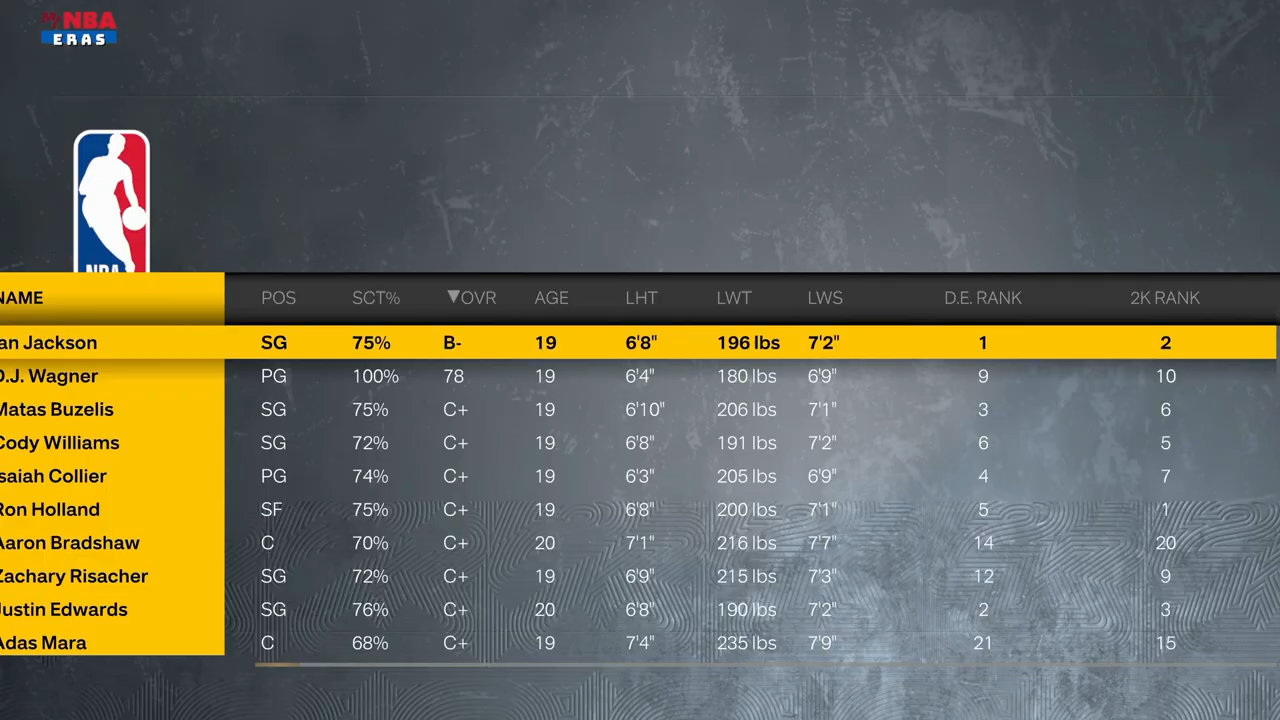 MyNBA
ERAS
NBA
NAME POS SCT% ▼OVR AGE LHT LWT LWS D.E. RANK 2K RANK
an Jackson SG 75% B- 19 6'8" 196 lbs 7'2" 1 2
D.J. Wagner PG 100% 78 19 6'4" 180 lbs 6'9" 9 10
Matas Buzelis SG 75% C+ 19 6'10" 206 lbs 7'1" 3 6
Cody Williams SG 72% C+ 19 6'8" 191 lbs 7'2" 6 5
saiah Collier PG 74% C+ 19 6'3" 205 lbs 6'9" 4 7
Ron Holland SF 75% C+ 19 6'8" 200 lbs 7'1" 5 1
Aaron Bradshaw C 70% C+ 20 7'1" 216 lbs 7'7" 14 20
Zachary Risacher SG 72% C+ 19 6'9" 215 lbs 7'3" 12 9
Justin Edwards SG 76% C+ 20 6'8" 190 lbs 7'2" 2 3
Adas Mara C 68% C+ 19 7'4" 235 lbs 7'9" 21 15